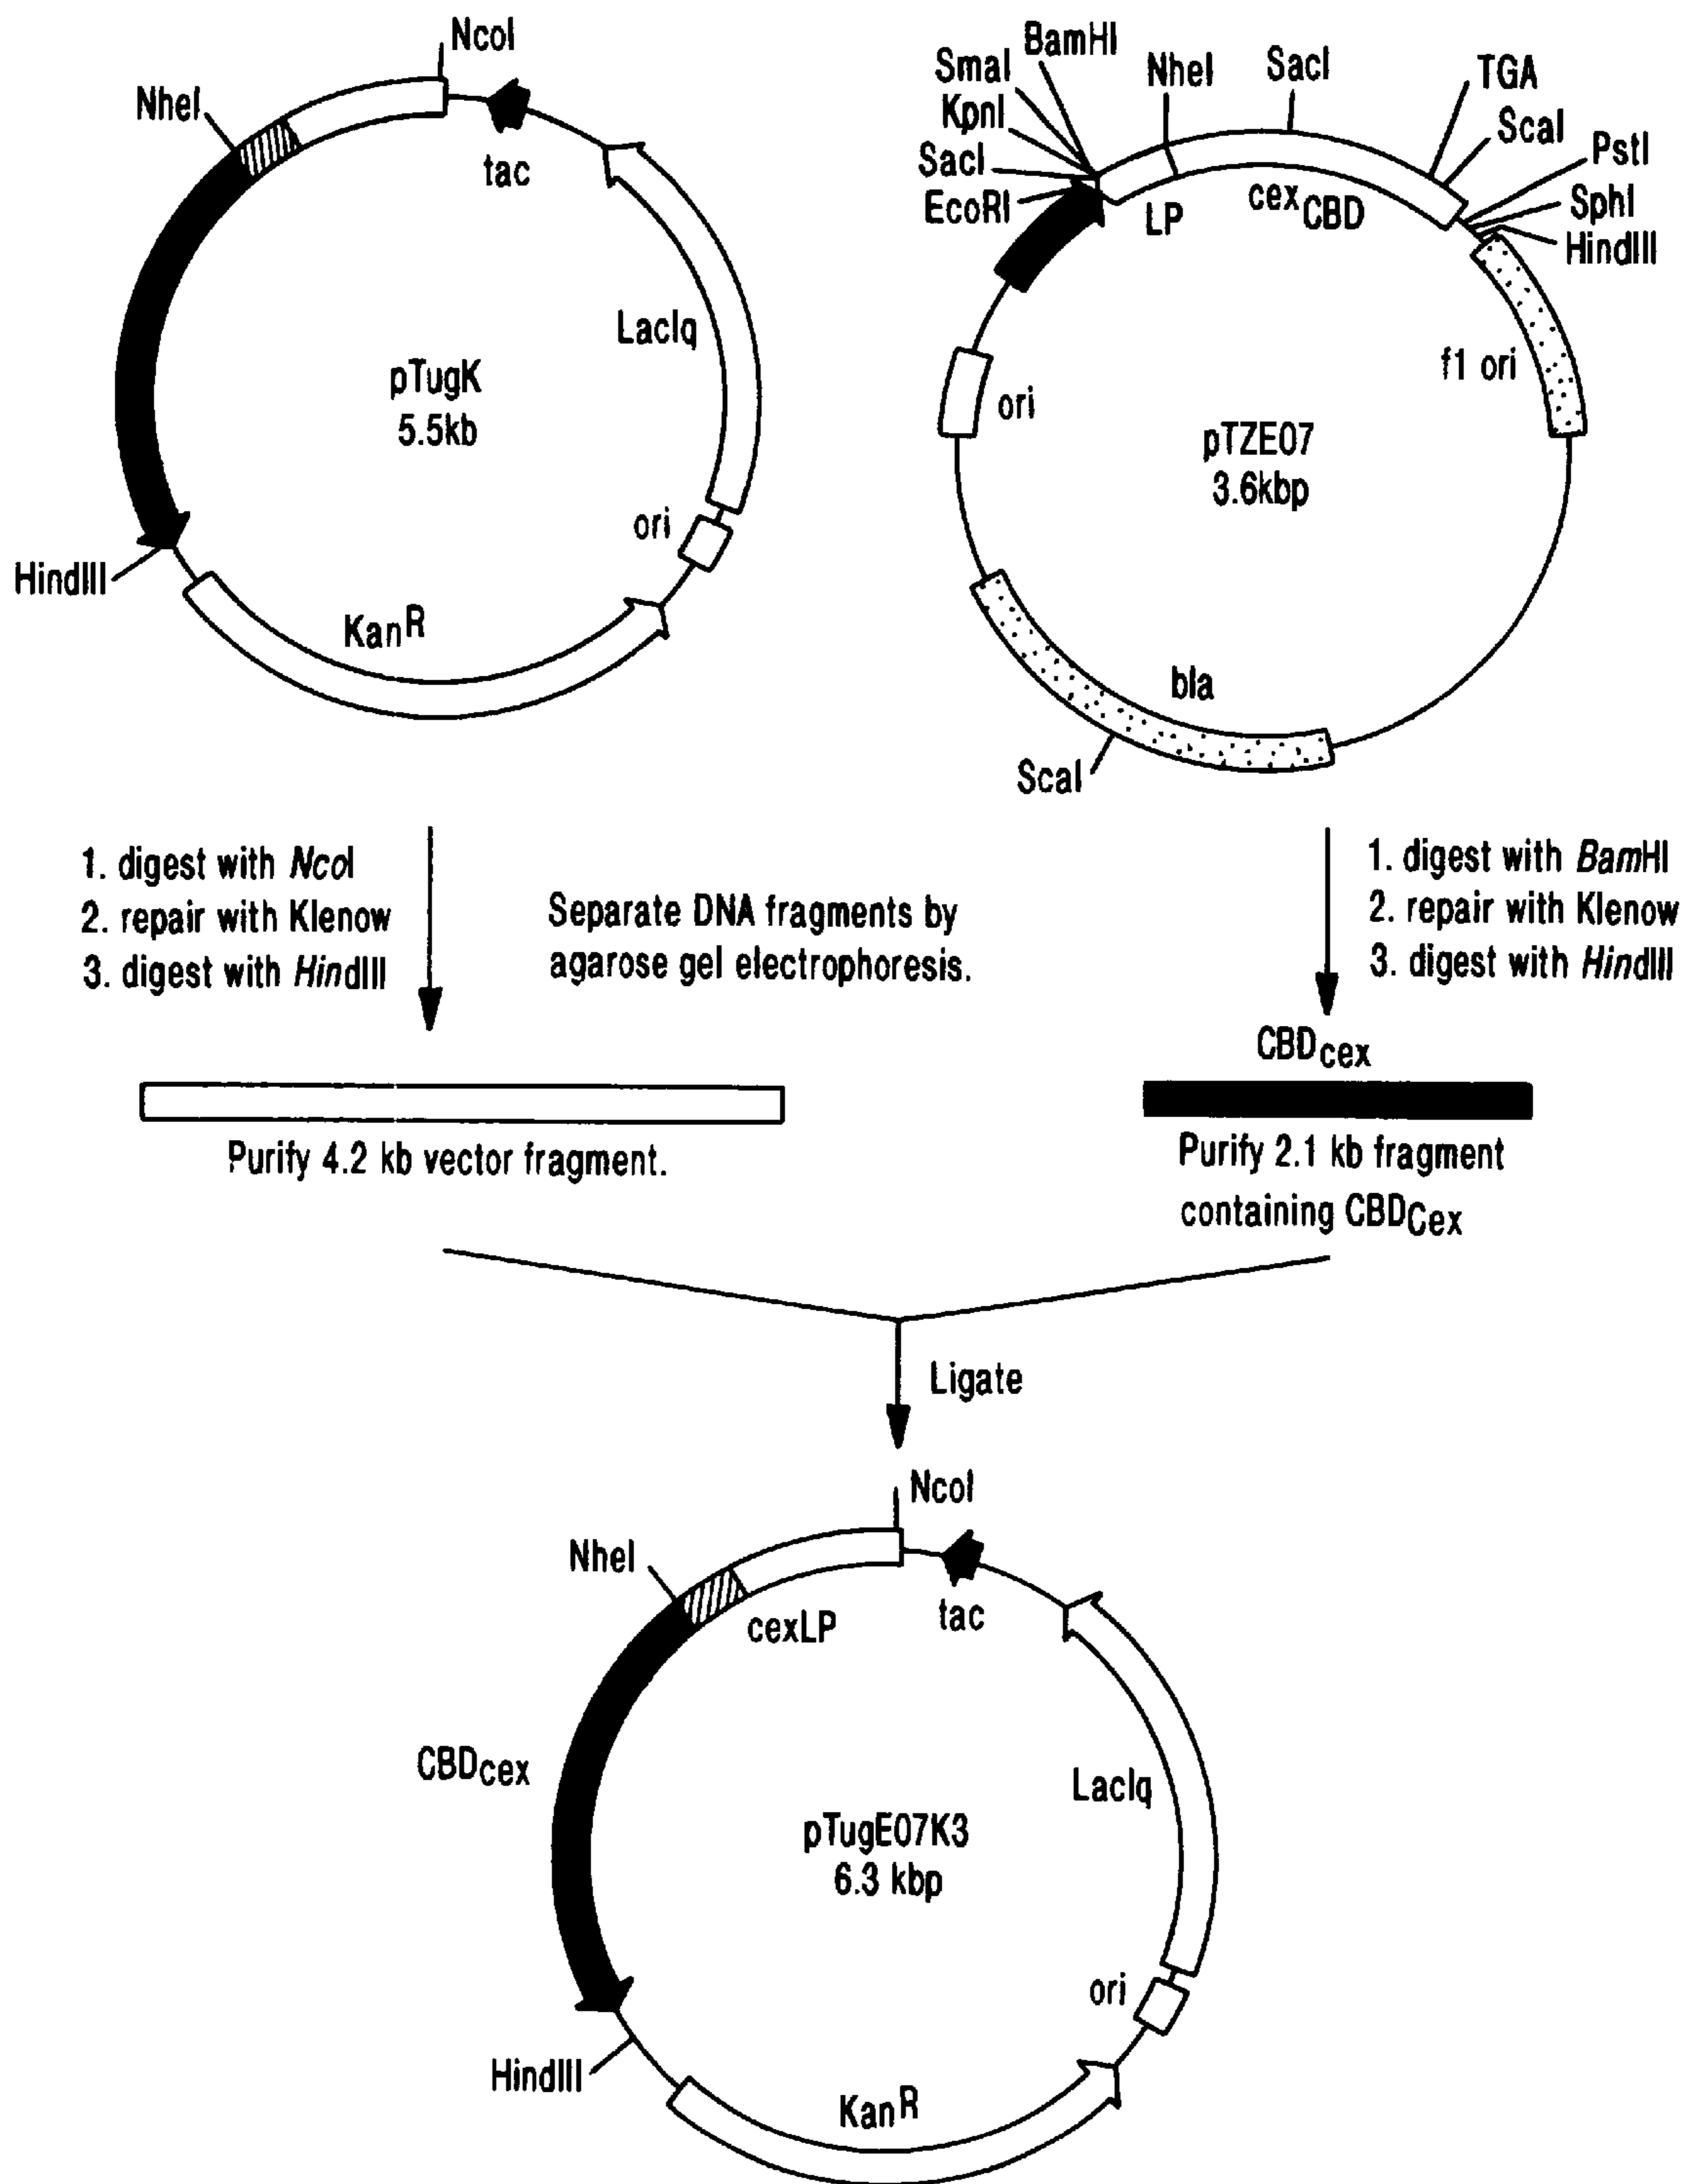 NcoI
NheI
tac
LacIq
pTugK
5.5kb
ori
HindIII
KanR
BamHI
SmaI
KpnI
SacI
EcoRI
NheI
SacI
TGA
ScaI
PstI
SphI
HindIII
LP
cexCBD
f1 ori
ori
pTZE07
3.6kbp
bla
ScaI
1. digest with NcoI
2. repair with Klenow
3. digest with HindIII
Separate DNA fragments by
agarose gel electrophoresis.
1. digest with BamHI
2. repair with Klenow
3. digest with HindIII
CBDcex
Purify 4.2 kb vector fragment.
Purify 2.1 kb fragment
containing CBDCex
Ligate
NcoI
NheI
cexLP
tac
CBDcex
LacIq
pTugE07K3
6.3 kbp
ori
HindIII
KanR